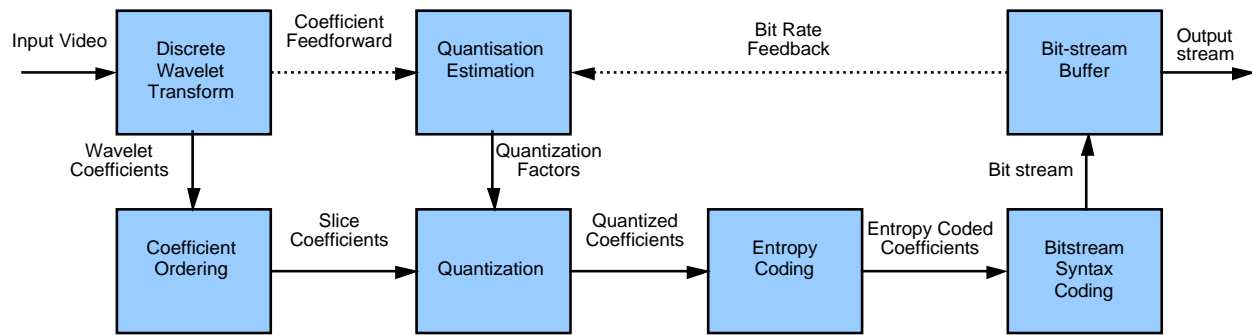 Input Video
Discrete
Wavelet
Transform
Coefficient
Feedforward
Quantisation
Estimation
Bit Rate
Feedback
Bit-stream
Buffer
Output
stream
Wavelet
Coefficients
Quantization
Factors
Bit stream
Coefficient
Ordering
Slice
Coefficients
Quantization
Quantized
Coefficients
Entropy
Coding
Entropy Coded
Coefficients
Bitstream
Syntax
Coding